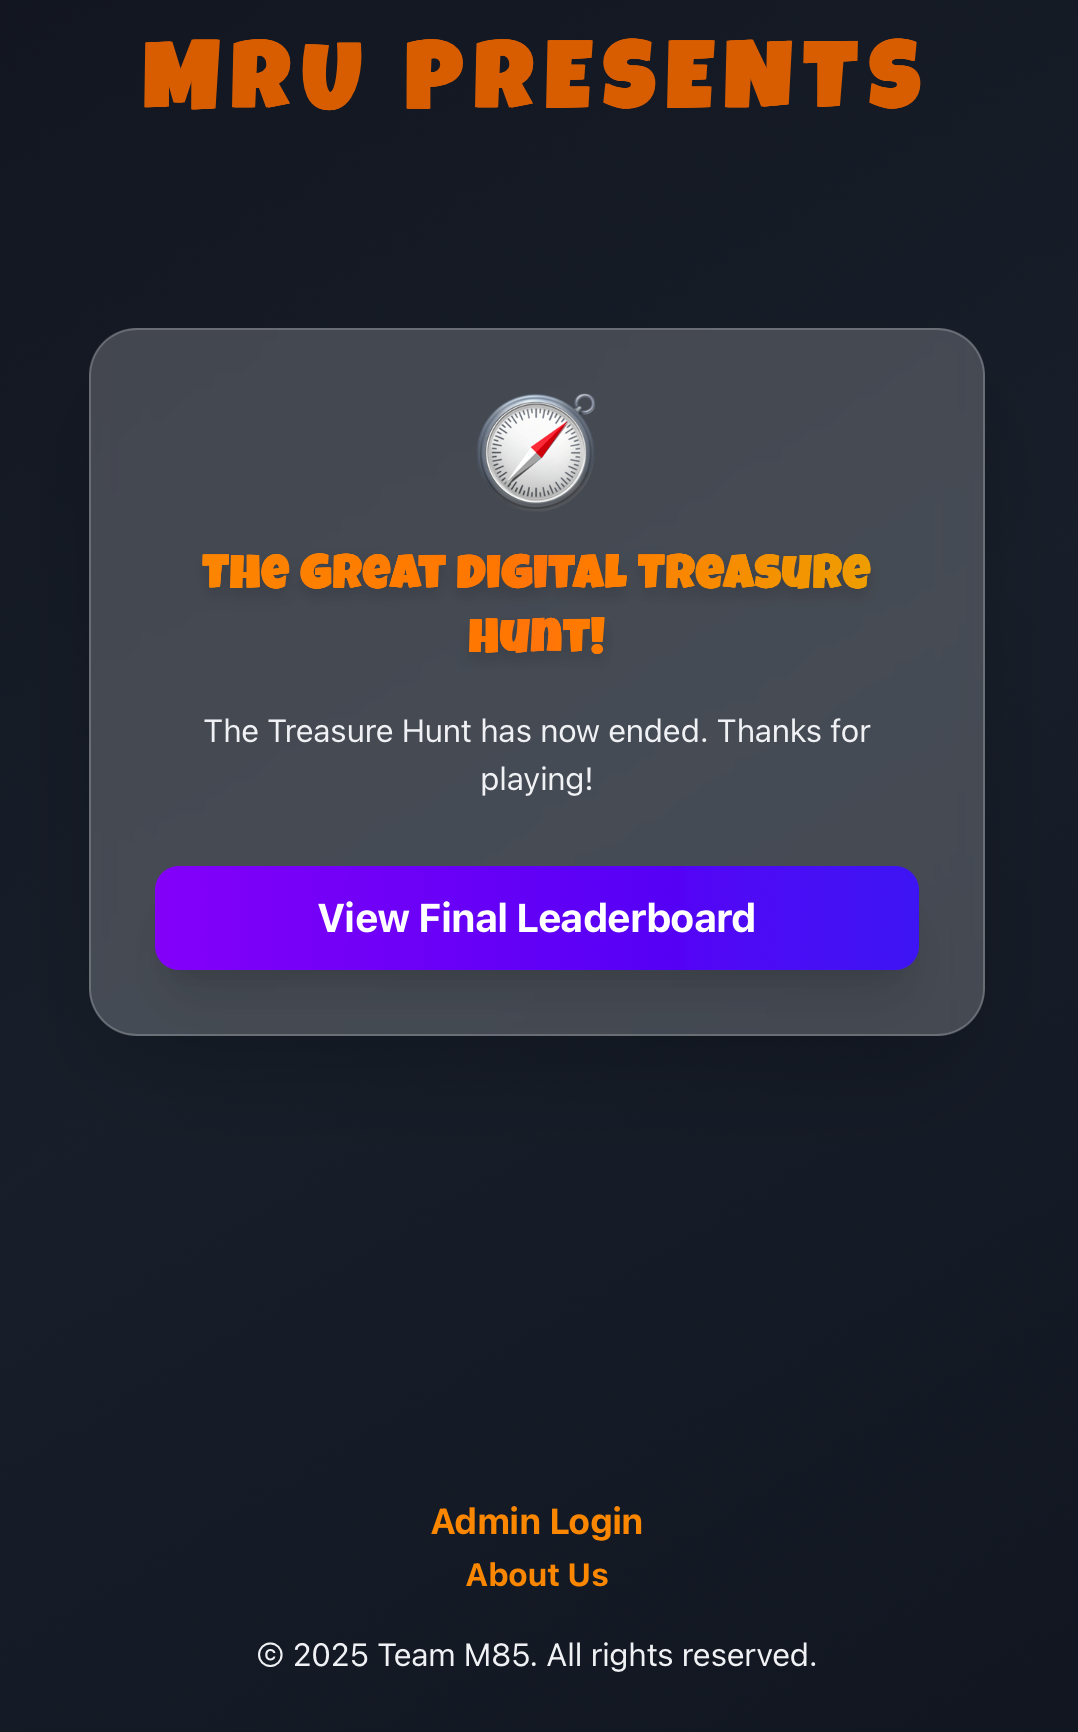 MRU PRESENTS
THe GReAT DIGITAL TReASuRe
HunT!
The Treasure Hunt has now ended. Thanks for
playing!
View Final Leaderboard
Admin Login
About Us
© 2025 Team M85. All rights reserved.